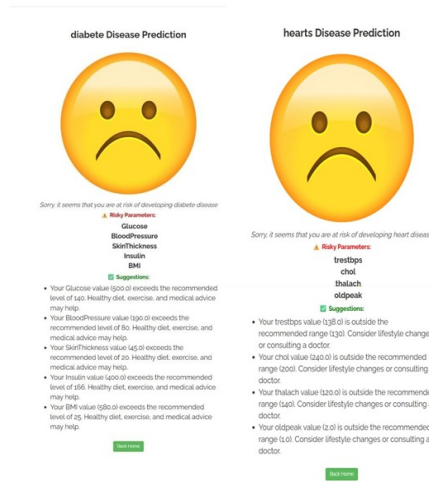 diabete Disease Prediction
Sorry, it seems that you are at risk of developing diabete disease
Risky Parameters:
Glucose
BloodPressure
SkinThickness
Insulin
BMI
Suggestions:
Your Glucose value (500.0) exceeds the recommended
level of 140. Healthy diet, exercise, and medical advice
may help.
Your BloodPressure value (190.0) exceeds the
recommended level of 80. Healthy diet, exercise, and
medical advice may help.
Your SkinThickness value (45.0) exceeds the
recommended level of 20. Healthy diet, exercise, and
medical advice may help.
Your Insulin value (400.0) exceeds the recommended
level of 166. Healthy diet, exercise, and medical advice
may help.
Your BMI value (580.0) exceeds the recommended
level of 25. Healthy diet, exercise, and medical advice
may help.
Back Home
hearts Disease Prediction
Sorry, it seems that you are at risk of developing heart diseas
Risky Parameters:
trestbps
chol
thalach
oldpeak
Suggestions:
Your trestbps value (138.0) is outside the
recommended range (130). Consider lifestyle change
or consulting a doctor.
Your chol value (240.0) is outside the recommended
range (200). Consider lifestyle changes or consulting
doctor.
Your thalach value (120.0) is outside the recommende
range (140). Consider lifestyle changes or consulting
doctor.
Your oldpeak value (2.0) is outside the recommended
range (1.0). Consider lifestyle changes or consulting a
doctor.
Back Home